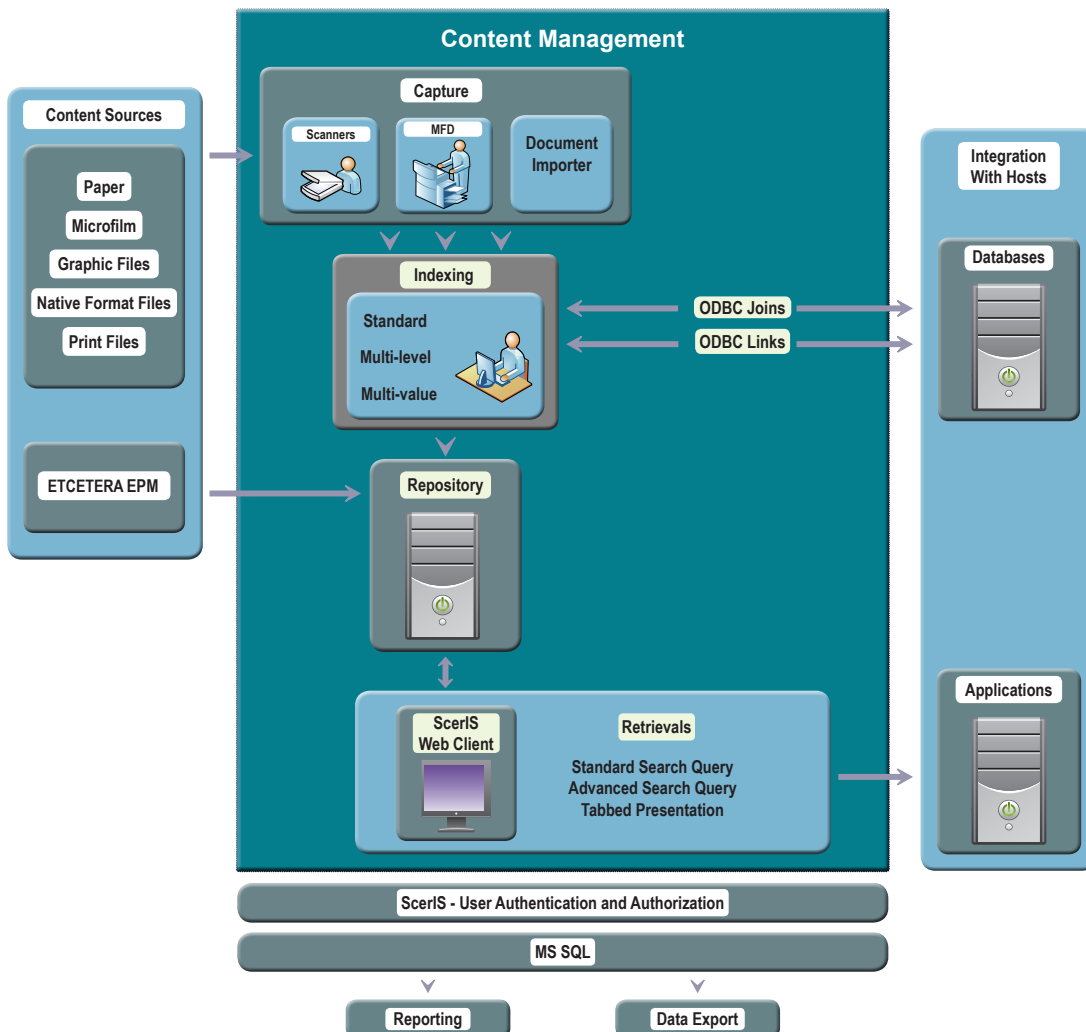 Content Management
Content Sources
Paper
Microfilm
Graphic Files
Native Format Files
Print Files
ETCETERA EPM
Capture
Scanners
MFD
Document
Importer
Indexing
Standard
Multi-level
Multi-value
ODBC Joins
ODBC Links
Repository
ScerIS
Web Client
Retrievals
Standard Search Query
Advanced Search Query
Tabbed Presentation
Integration
With Hosts
Databases
Applications
ScerIS - User Authentication and Authorization
MS SQL
Reporting
Data Export